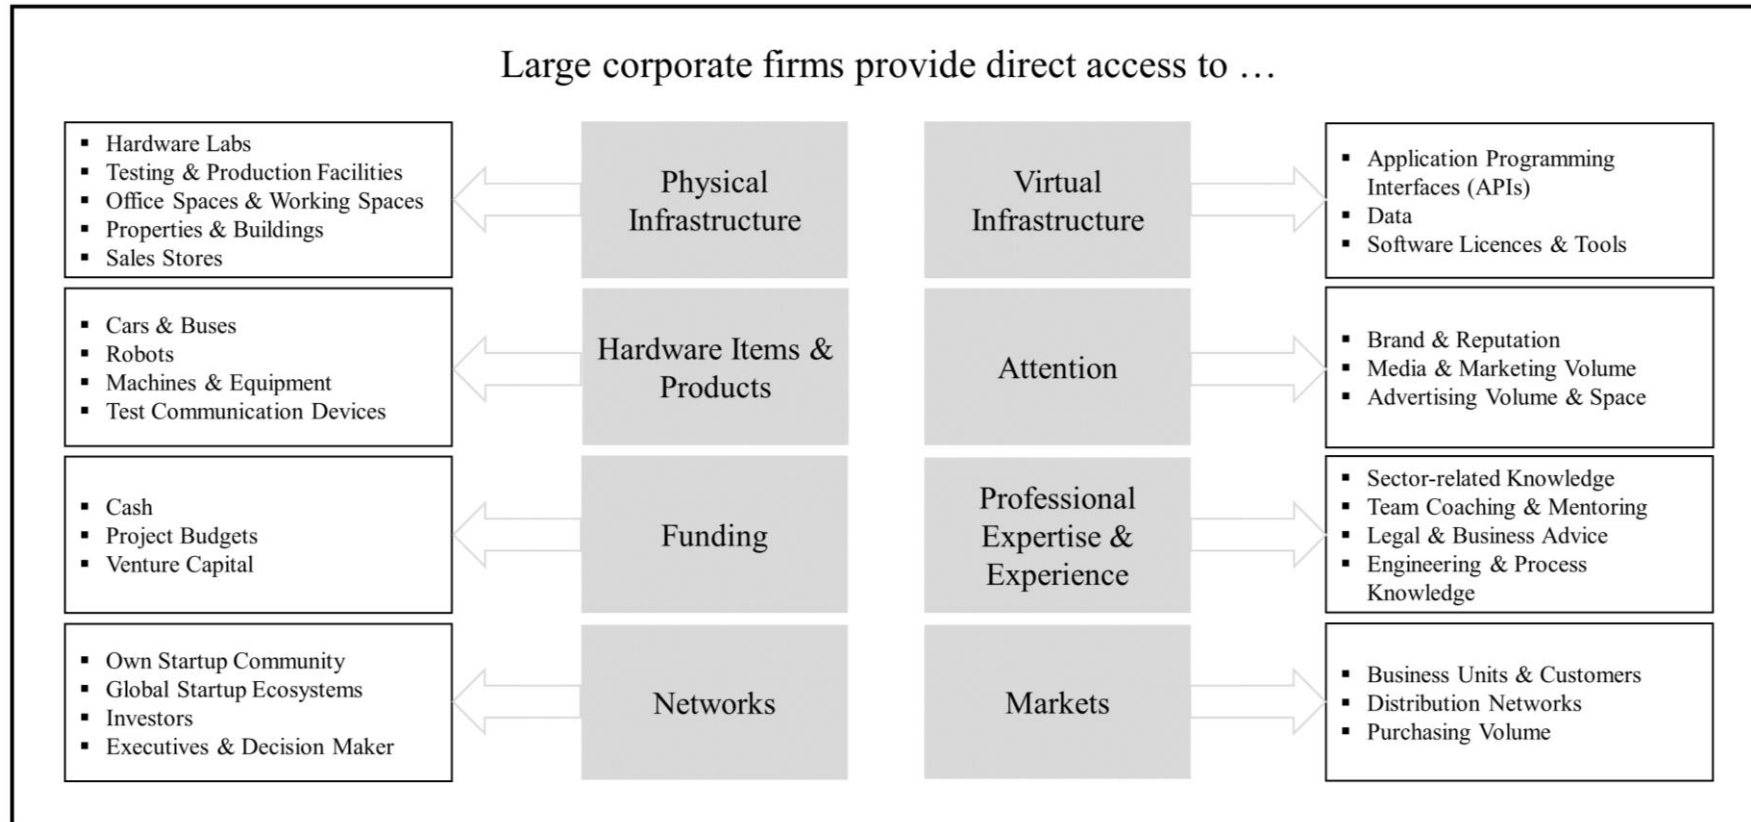 Large corporate firms provide direct access to …
▪ Hardware Labs
▪ Testing & Production Facilities
▪ Office Spaces & Working Spaces
▪ Properties & Buildings
▪ Sales Stores
Physical
Infrastructure
Virtual
Infrastructure
▪ Application Programming
Interfaces (APIs)
▪ Data
▪ Software Licences & Tools
▪ Cars & Buses
▪ Robots
▪ Machines & Equipment
▪ Test Communication Devices
Hardware Items &
Products
Attention
▪ Brand & Reputation
▪ Media & Marketing Volume
▪ Advertising Volume & Space
▪ Cash
▪ Project Budgets
▪ Venture Capital
Funding
Professional
Expertise &
Experience
▪ Sector-related Knowledge
▪ Team Coaching & Mentoring
▪ Legal & Business Advice
▪ Engineering & Process
Knowledge
▪ Own Startup Community
▪ Global Startup Ecosystems
▪ Investors
▪ Executives & Decision Maker
Networks
Markets
▪ Business Units & Customers
▪ Distribution Networks
▪ Purchasing Volume